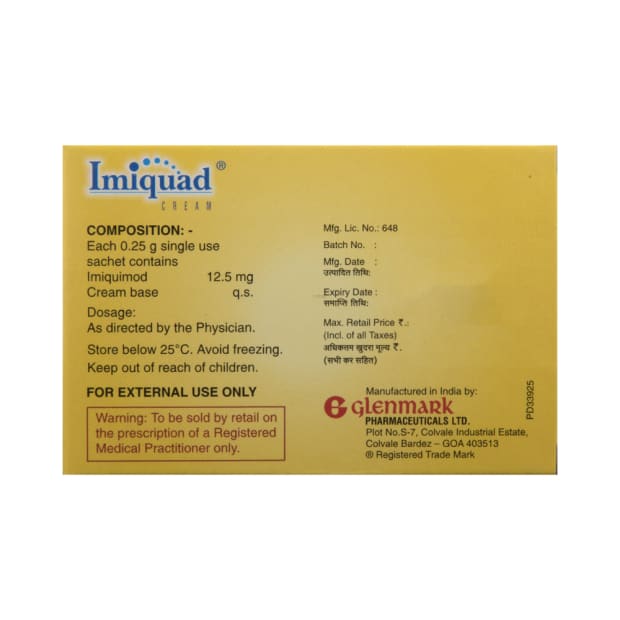 Imiquad®
CREAM
COMPOSITION: -
Each 0.25 g single use
sachet contains
Imiquimod 12.5 mg
Cream base q.s.
Dosage:
As directed by the Physician.
Store below 25°C. Avoid freezing.
Keep out of reach of children.
FOR EXTERNAL USE ONLY
Warning: To be sold by retail on
the prescription of a Registered
Medical Practitioner only.
Mfg. Lic. No.: 648
Batch No. :
Mfg. Date :
उत्पादित तिथि:
Expiry Date :
समाप्ति तिथि:
Max. Retail Price ₹.:
(Incl. of all Taxes)
अधिकतम खुदरा मूल्य ₹.
(सभी कर सहित)
Manufactured in India by:
glenmark
PHARMACEUTICALS LTD.
Plot No.S-7, Colvale Industrial Estate,
Colvale Bardez – GOA 403513
® Registered Trade Mark
PD33925